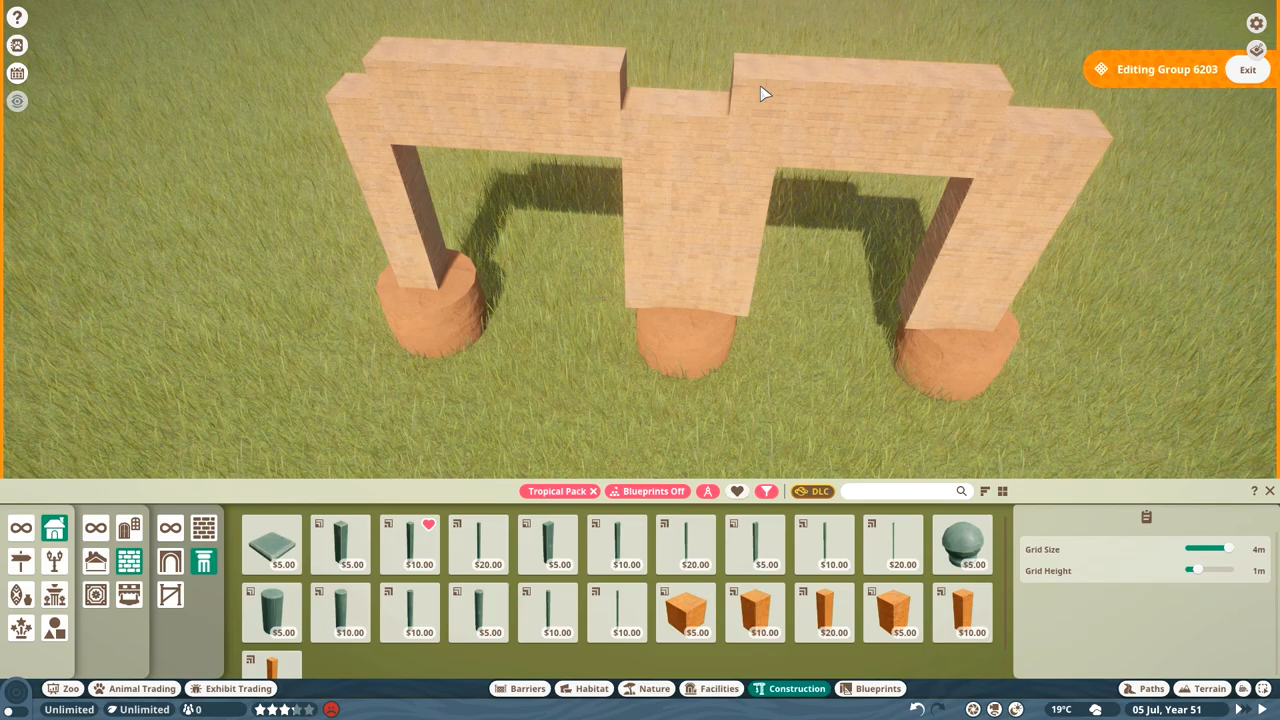 ?
Editing Group 6203
Exit
Tropical Pack ×
Blueprints Off
DLC
? ×
$5.00 $5.00 $10.00 $20.00 $5.00 $10.00 $20.00 $5.00 $10.00 $20.00 $5.00
$5.00 $10.00 $10.00 $5.00 $10.00 $10.00 $5.00 $10.00 $20.00 $5.00 $10.00
Grid Size 4m
Grid Height 1m
Zoo Animal Trading Exhibit Trading Barriers Habitat Nature Facilities Construction Blueprints Paths Terrain
Unlimited Unlimited 0 19°C 05 Jul, Year 51